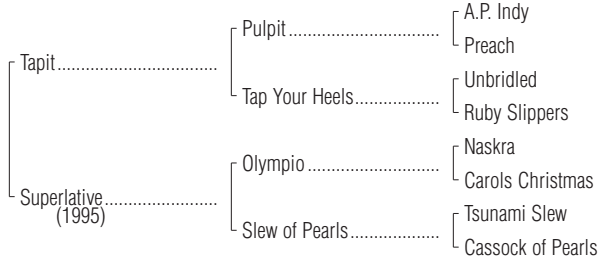 A.P. Indy
Pulpit
Preach
Tapit
Unbridled
Tap Your Heels
Ruby Slippers
Naskra
Olympio
Carols Christmas
Superlative
(1995)
Tsunami Slew
Slew of Pearls
Cassock of Pearls